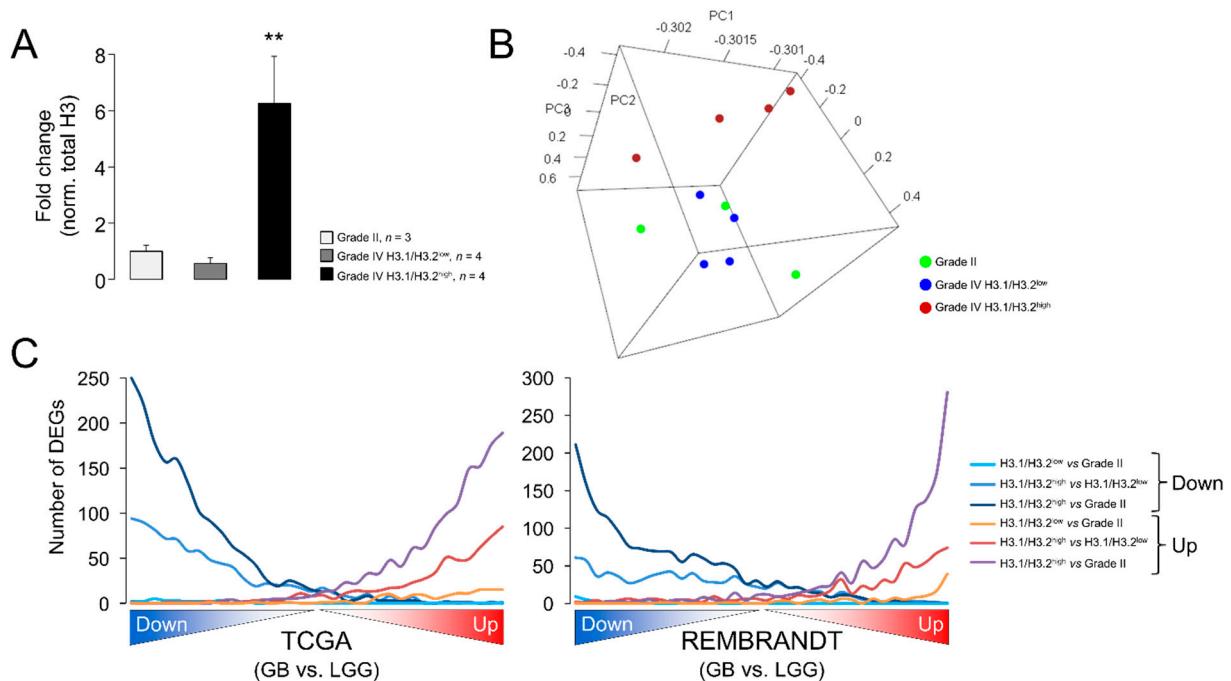 A
Fold change
(norm. total H3)
8
6
4
2
0
**
Grade II, n = 3
Grade IV H3.1/H3.2low, n = 4
Grade IV H3.1/H3.2high, n = 4
B
PC1
-0.302
-0.3015
-0.301
-0.4
-0.2
0
0.2
0.4
PC2
PC3
-0.4
-0.2
0
0.2
0.4
0.6
Grade II
Grade IV H3.1/H3.2low
Grade IV H3.1/H3.2high
C
Number of DEGs
250
200
150
100
50
0
Down
Up
TCGA
(GB vs. LGG)
300
250
200
150
100
50
0
Down
Up
REMBRANDT
(GB vs. LGG)
H3.1/H3.2low vs Grade II
H3.1/H3.2high vs H3.1/H3.2low
H3.1/H3.2high vs Grade II
Down
H3.1/H3.2low vs Grade II
H3.1/H3.2high vs H3.1/H3.2low
H3.1/H3.2high vs Grade II
Up